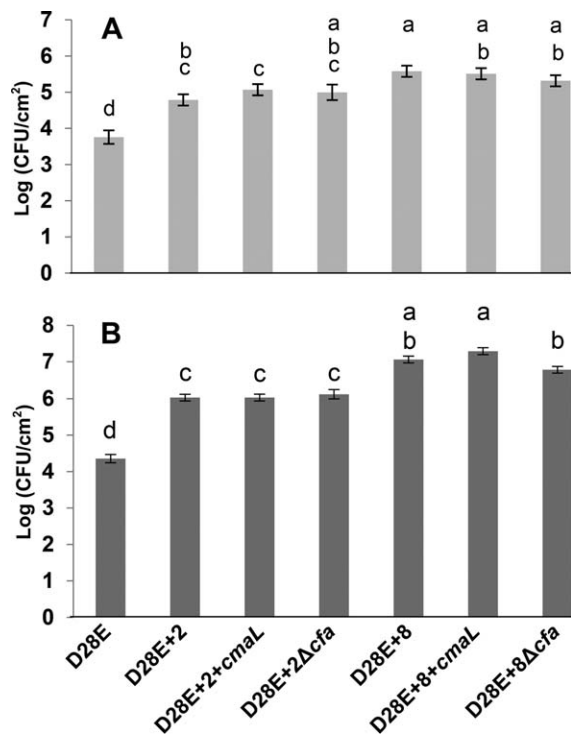 A
Log (CFU/cm²)
7
6
5
4
3
2
1
0
d
b
c
c
a
b
c
a
a
b
a
b
B
Log (CFU/cm²)
8
7
6
5
4
3
2
1
0
d
c
c
c
a
b
a
b
D28E
D28E+2
D28E+2+cmaL
D28E+2Δcfa
D28E+8
D28E+8+cmaL
D28E+8Δcfa